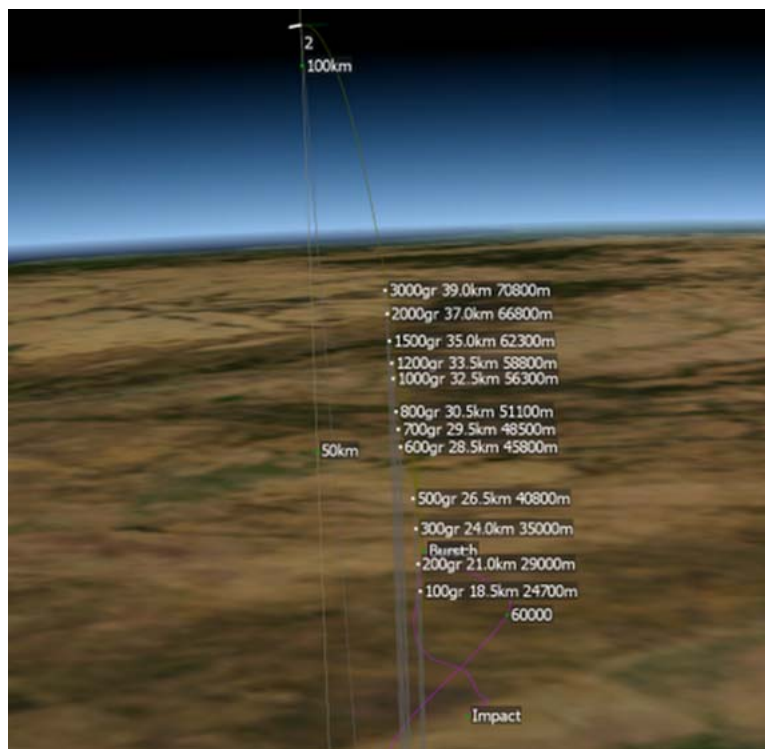 2
100km
3000gr 39.0km 70800m
2000gr 37.0km 66800m
1500gr 35.0km 62300m
1200gr 33.5km 58800m
1000gr 32.5km 56300m
800gr 30.5km 51100m
700gr 29.5km 48500m
600gr 28.5km 45800m
50km
500gr 26.5km 40800m
300gr 24.0km 35000m
200gr 21.0km 29000m
100gr 18.5km 24700m
60000
Impact